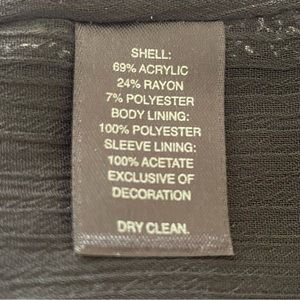 SHELL:
69% ACRYLIC
24% RAYON
7% POLYESTER
BODY LINING:
100% POLYESTER
SLEEVE LINING:
100% ACETATE
EXCLUSIVE OF
DECORATION
DRY CLEAN.